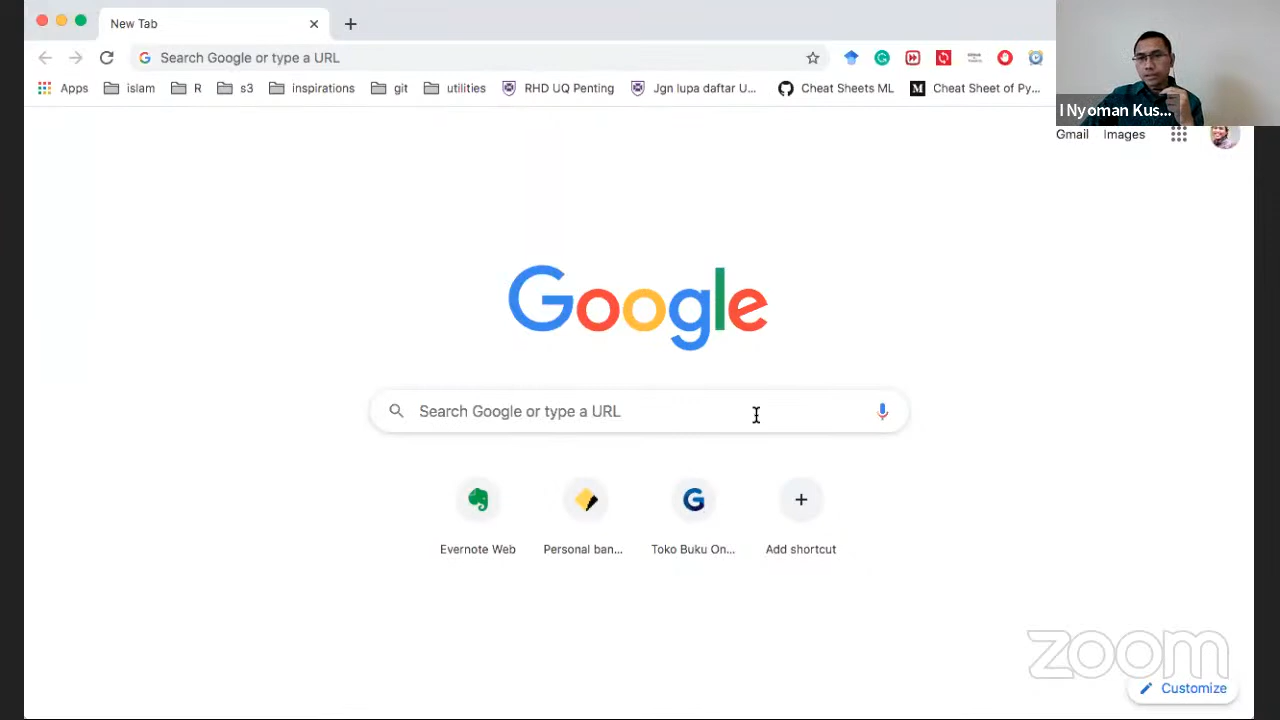 New Tab
Search Google or type a URL
Apps islam R s3 inspirations git utilities RHD UQ Penting Jgn lupa daftar U... Cheat Sheets ML Cheat Sheet of Py...
I Nyoman Kus...
Gmail Images
Google
Search Google or type a URL
Evernote Web Personal ban... Toko Buku On... Add shortcut
zoom
Customize